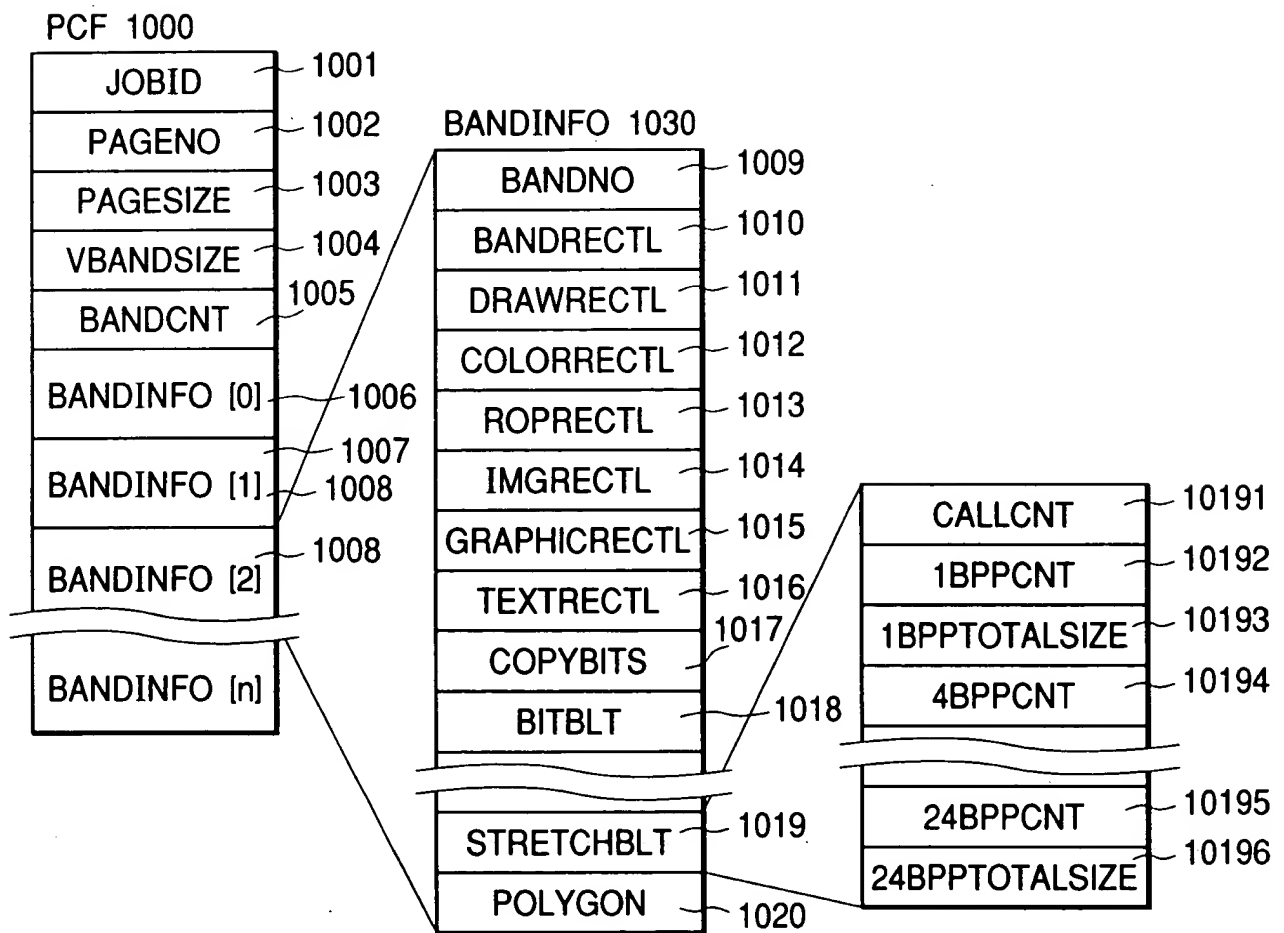 PCF 1000
JOBID 1001
PAGENO 1002
PAGESIZE 1003
VBANDSIZE 1004
BANDCNT 1005
BANDINFO [0] 1006
1007
BANDINFO [1] 1008
BANDINFO [2] 1008
BANDINFO [n]
BANDINFO 1030
BANDNO 1009
BANDRECTL 1010
DRAWRECTL 1011
COLORRECTL 1012
ROPRECTL 1013
IMGRECTL 1014
GRAPHICRECTL 1015
TEXTRECTL 1016
COPYBITS 1017
BITBLT 1018
STRETCHBLT 1019
POLYGON 1020
CALLCNT 10191
1BPPCNT 10192
1BPPTOTALSIZE 10193
4BPPCNT 10194
24BPPCNT 10195
24BPPTOTALSIZE 10196